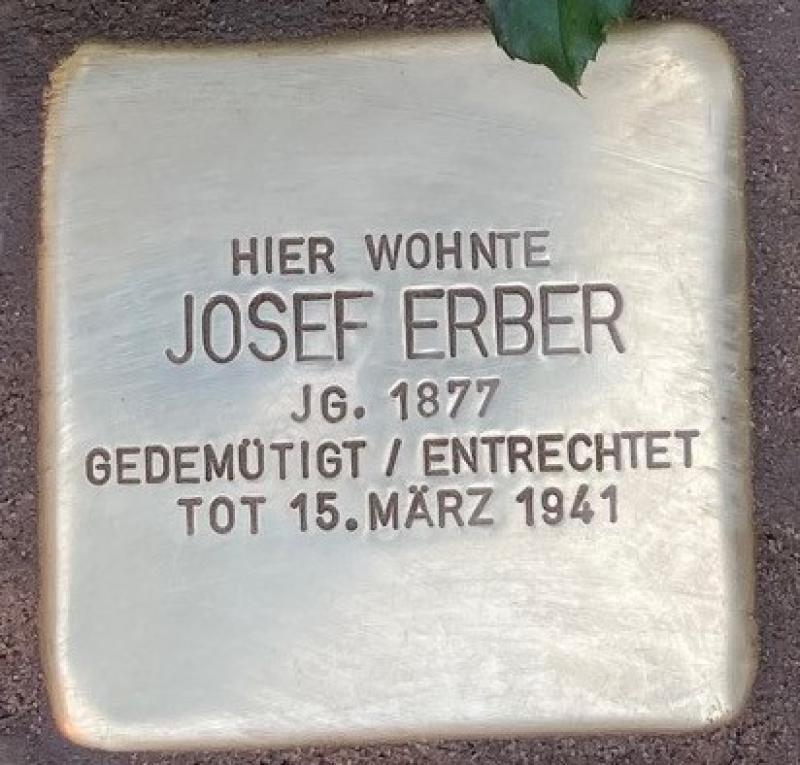 HIER WOHNTE
JOSEF ERBER
JG. 1877
GEDEMÜTIGT / ENTRECHTET
TOT 15. MÄRZ 1941